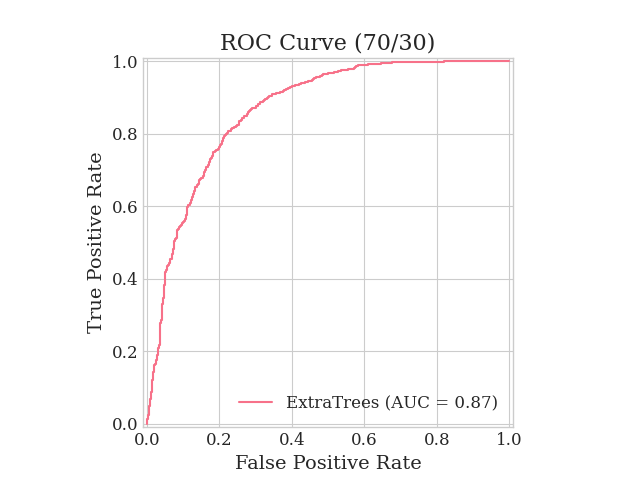 ROC Curve (70/30)
True Positive Rate
1.0
0.8
0.6
0.4
0.2
0.0
ExtraTrees (AUC = 0.87)
0.0 0.2 0.4 0.6 0.8 1.0
False Positive Rate